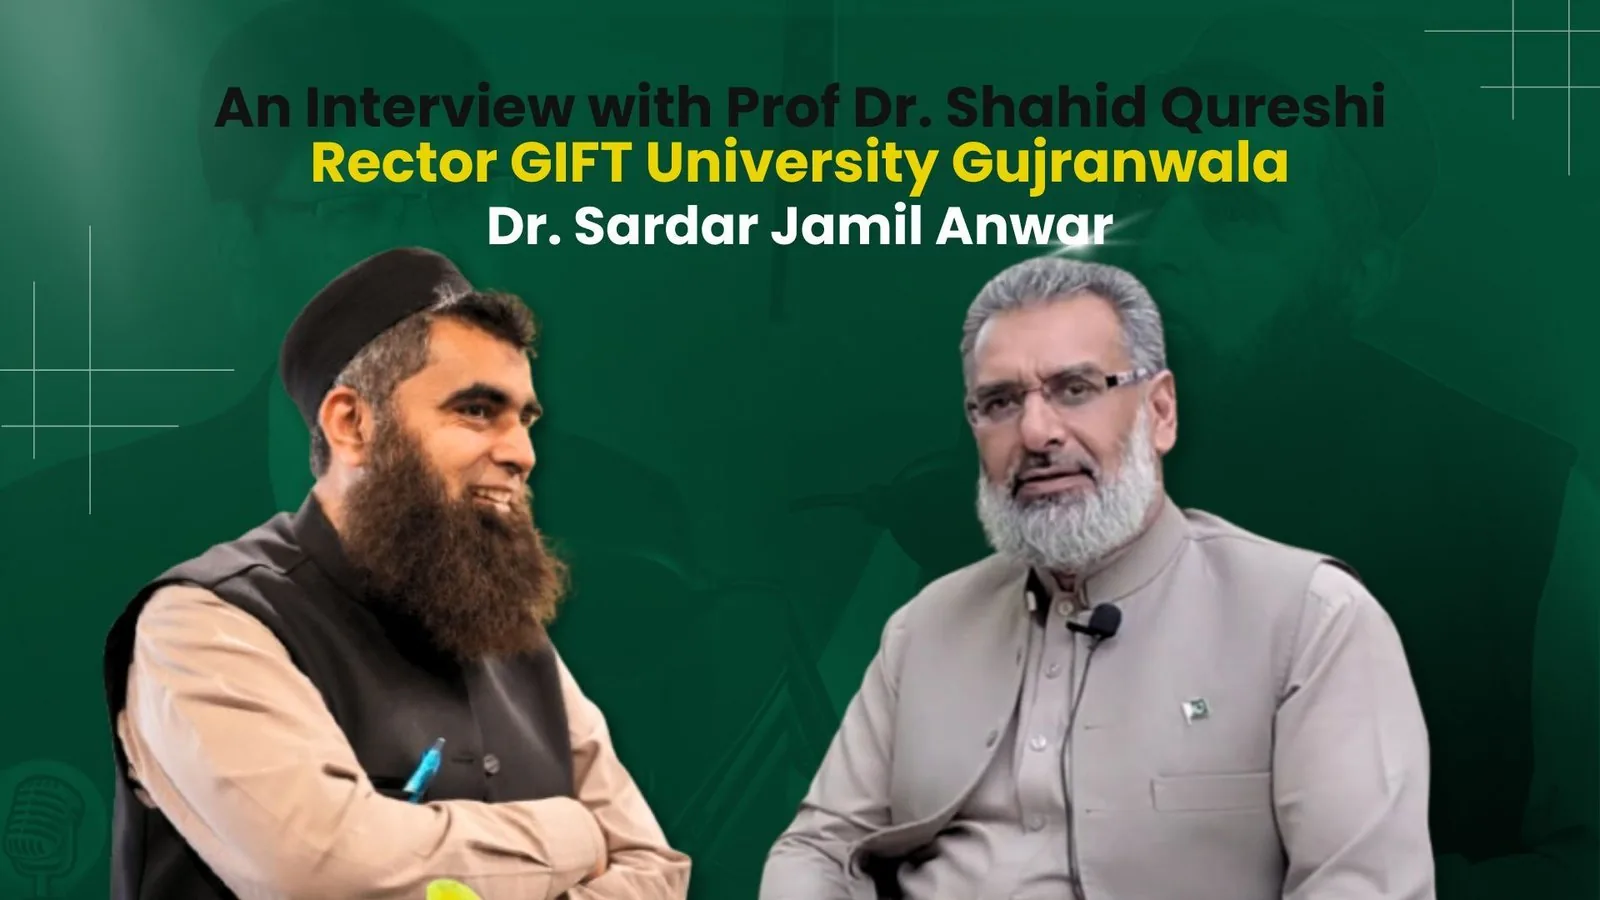 An Interview with Prof Dr. Shahid Qureshi
Rector GIFT University Gujranwala
Dr. Sardar Jamil Anwar